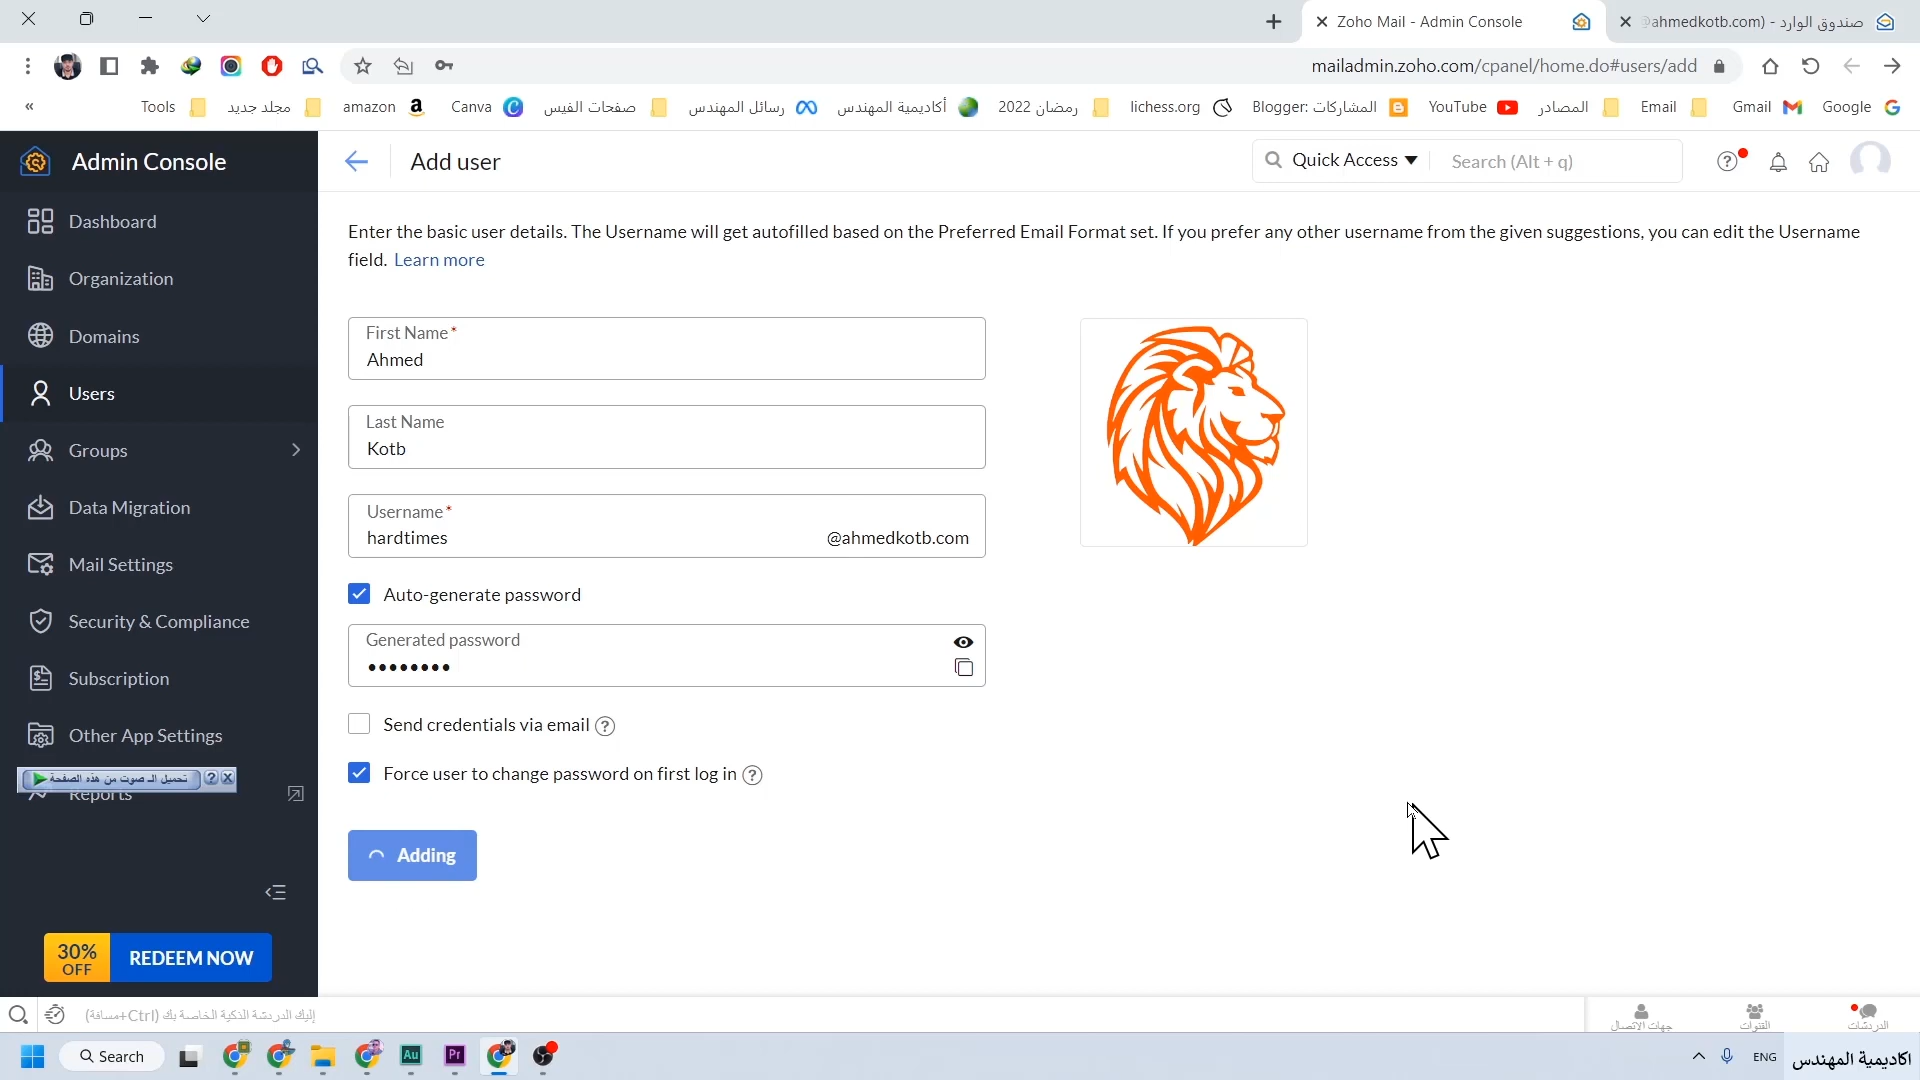 Zoho Mail - Admin Console
صندوق الوارد - (ahmedkotb.com@
mailadmin.zoho.com/cpanel/home.do#users/add
«
Tools
مجلد جديد
amazon
Canva
صفحات الفيس
رسائل المهندس
أكاديمية المهندس
رمضان 2022
lichess.org
Blogger: المشاركات
YouTube
المصادر
Email
Gmail
Google
Admin Console
Add user
Quick Access
Search (Alt + q)
Dashboard
Organization
Domains
Users
Groups
Data Migration
Mail Settings
Security & Compliance
Subscription
Other App Settings
تحميل الـ صوت من هذه الصفحة
Reports
30% OFF
REDEEM NOW
Enter the basic user details. The Username will get autofilled based on the Preferred Email Format set. If you prefer any other username from the given suggestions, you can edit the Username
field. Learn more
First Name*
Ahmed
Last Name
Kotb
Username*
hardtimes
@ahmedkotb.com
Auto-generate password
Generated password
••••••••
Send credentials via email
Force user to change password on first log in
Adding
إليك الدردشة الذكية الخاصة بك (Ctrl+مسافة)
جهات الاتصال
القنوات
الدردشات
Search
Au
Pr
ENG
اكاديمية المهندس